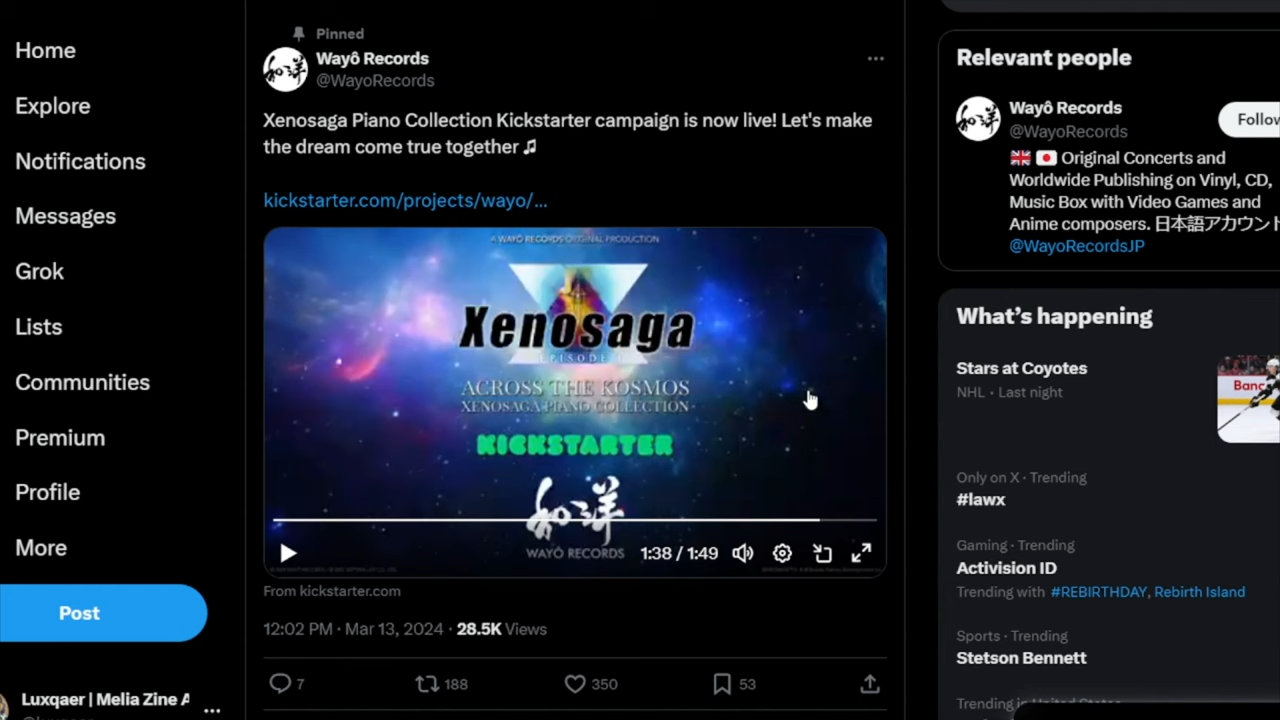 Home
Explore
Notifications
Messages
Grok
Lists
Communities
Premium
Profile
More
Post
Luxqaer | Melia Zine A
Pinned
Wayô Records
@WayoRecords
Xenosaga Piano Collection Kickstarter campaign is now live! Let's make
the dream come true together ♫
kickstarter.com/projects/wayo/...
A WAYÔ RECORDS ORIGINAL PRODUCTION
Xenosaga
EPISODE I
ACROSS THE KOSMOS
XENOSAGA PIANO COLLECTION
KICKSTARTER
和洋
WAYÔ RECORDS
1:38 / 1:49
From kickstarter.com
12:02 PM · Mar 13, 2024 · 28.5K Views
7
188
350
53
Relevant people
Wayô Records
@WayoRecords
Follow
🇬🇧 🇯🇵 Original Concerts and
Worldwide Publishing on Vinyl, CD,
Music Box with Video Games and
Anime composers. 日本語アカウント
@WayoRecordsJP
What's happening
Stars at Coyotes
NHL · Last night
Banc
Only on X · Trending
#lawx
Gaming · Trending
Activision ID
Trending with #REBIRTHDAY, Rebirth Island
Sports · Trending
Stetson Bennett
Trending in United States